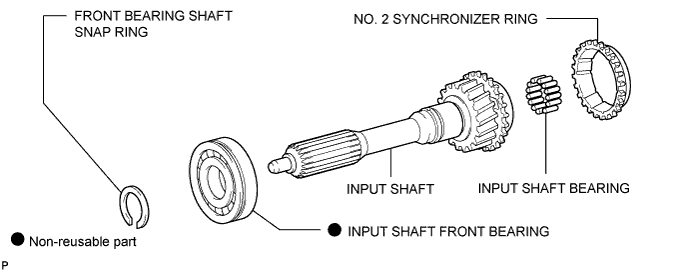 FRONT BEARING SHAFT
SNAP RING
NO. 2 SYNCHRONIZER RING
INPUT SHAFT
INPUT SHAFT BEARING
● INPUT SHAFT FRONT BEARING
● Non-reusable part
P